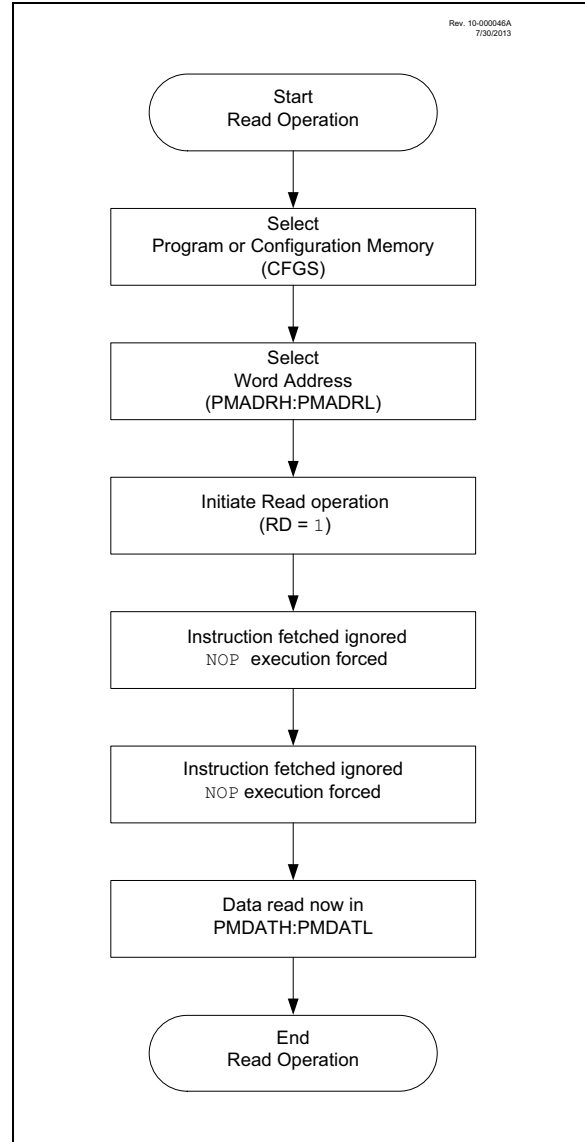 Rev. 10-000046A
7/30/2013
Start
Read Operation
Select
Program or Configuration Memory
(CFGS)
Select
Word Address
(PMADRH:PMADRL)
Initiate Read operation
(RD = 1)
Instruction fetched ignored
NOP execution forced
Instruction fetched ignored
NOP execution forced
Data read now in
PMDATH:PMDATL
End
Read Operation